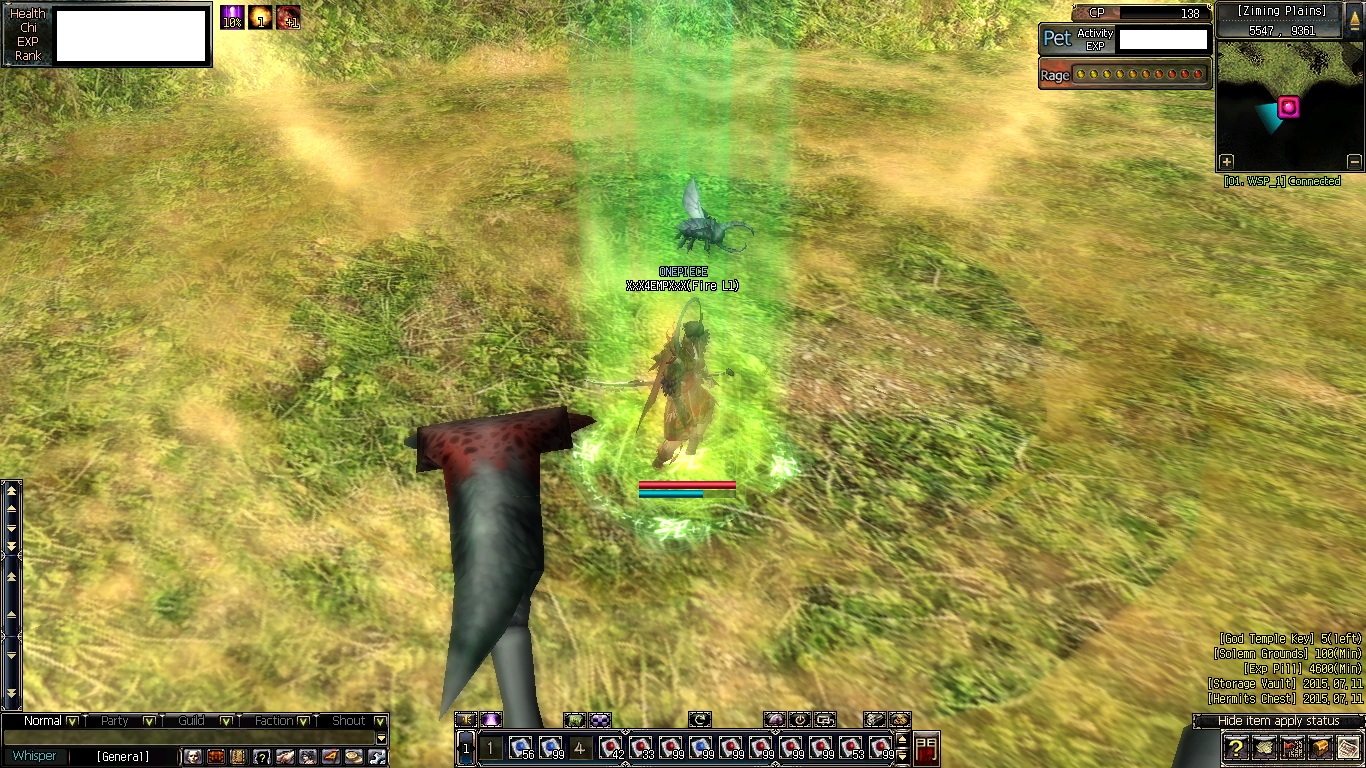 Health
Chi
EXP
Rank
10%
1
+1
CP 138
Pet Activity
EXP
Rage
[Ziming Plains]
5547 , 9361
[01. WSP_1] Connected
ONEPIECE
XxX4EMPXxX(Fire L1)
[God Temple Key] 5(left)
[Solemn Grounds] 100(Min)
[Exp Pill] 4600(Min)
[Storage Vault] 2015,07,11
[Hermits Chest] 2015,07,11
Hide item apply status
Normal Party Guild Faction Shout
Whisper [General]
1 1 56 99 4 42 33 99 99 99 99 99 99 53 99